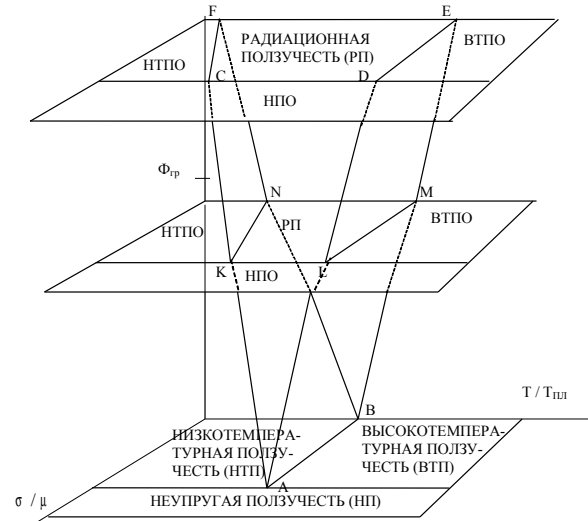 F
E
РАДИАЦИОННАЯ
ПОЛЗУЧЕСТЬ (РП)
НТПО
ВТПО
C
D
НПО
Φгр
N
M
РП
НТПО
ВТПО
K
L
НПО
T / TПЛ
B
НИЗКОТЕМПЕРА-
ТУРНАЯ ПОЛЗУ-
ЧЕСТЬ (НТП)
ВЫСОКОТЕМПЕРА-
ТУРНАЯ ПОЛЗУ-
ЧЕСТЬ (ВТП)
A
σ / μ
НЕУПРУГАЯ ПОЛЗУЧЕСТЬ (НП)